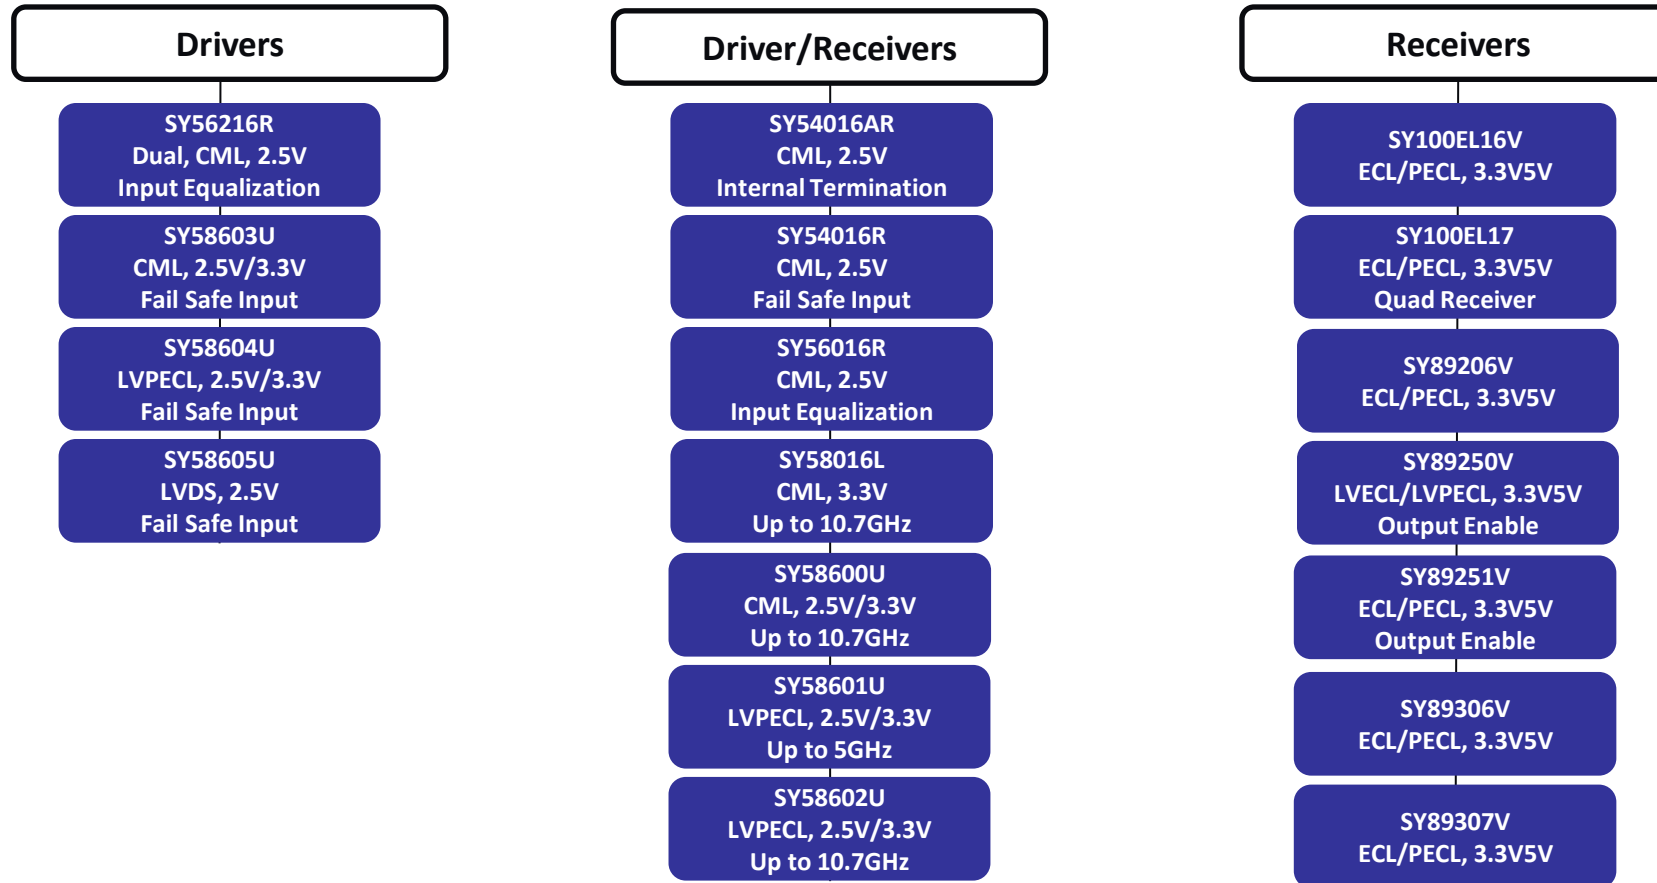 Drivers
SY56216R
Dual, CML, 2.5V
Input Equalization
SY58603U
CML, 2.5V/3.3V
Fail Safe Input
SY58604U
LVPECL, 2.5V/3.3V
Fail Safe Input
SY58605U
LVDS, 2.5V
Fail Safe Input
Driver/Receivers
SY54016AR
CML, 2.5V
Internal Termination
SY54016R
CML, 2.5V
Fail Safe Input
SY56016R
CML, 2.5V
Input Equalization
SY58016L
CML, 3.3V
Up to 10.7GHz
SY58600U
CML, 2.5V/3.3V
Up to 10.7GHz
SY58601U
LVPECL, 2.5V/3.3V
Up to 5GHz
SY58602U
LVPECL, 2.5V/3.3V
Up to 10.7GHz
Receivers
SY100EL16V
ECL/PECL, 3.3V5V
SY100EL17
ECL/PECL, 3.3V5V
Quad Receiver
SY89206V
ECL/PECL, 3.3V5V
SY89250V
LVECL/LVPECL, 3.3V5V
Output Enable
SY89251V
ECL/PECL, 3.3V5V
Output Enable
SY89306V
ECL/PECL, 3.3V5V
SY89307V
ECL/PECL, 3.3V5V